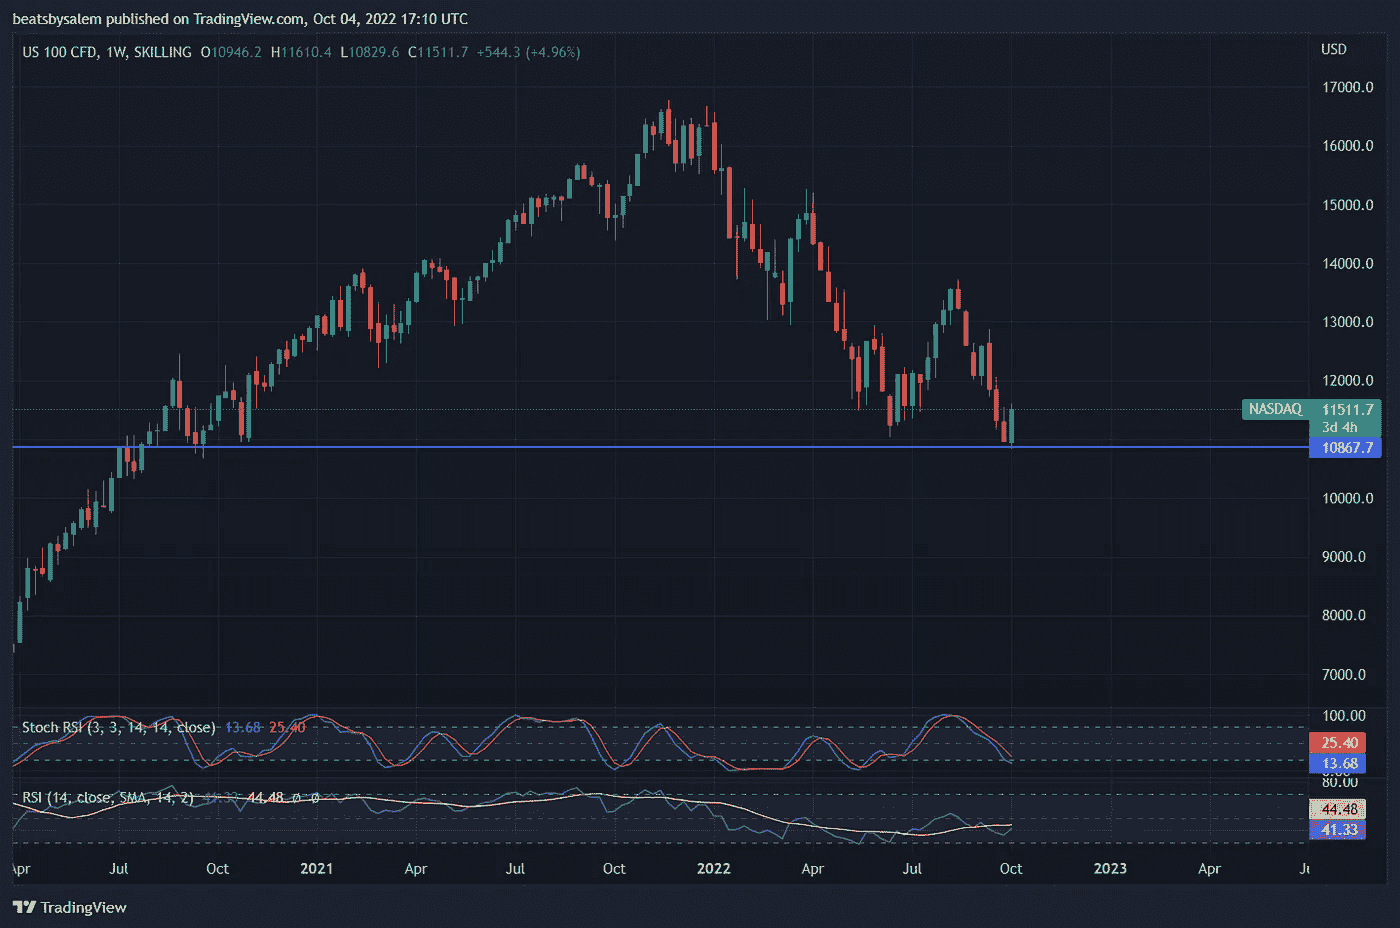 beatsbysalem published on TradingView.com, Oct 04, 2022 17:10 UTC
US 100 CFD, 1W, SKILLING O10946.2 H11610.4 L10829.6 C11511.7 +544.3 (+4.96%)
USD
17000.0
16000.0
15000.0
14000.0
13000.0
12000.0
NASDAQ 11511.7
3d 4h
10867.7
10000.0
9000.0
8000.0
7000.0
Stoch RSI (3, 3, 14, 14, close) 13.68 25.40
100.00
25.40
13.68
80.00
RSI (14, close, SMA, 14, 2) 41.33 44.48 ∅ ∅
44.48
41.33
Jul Oct 2021 Apr Jul Oct 2022 Apr Jul Oct 2023 Apr
TradingView